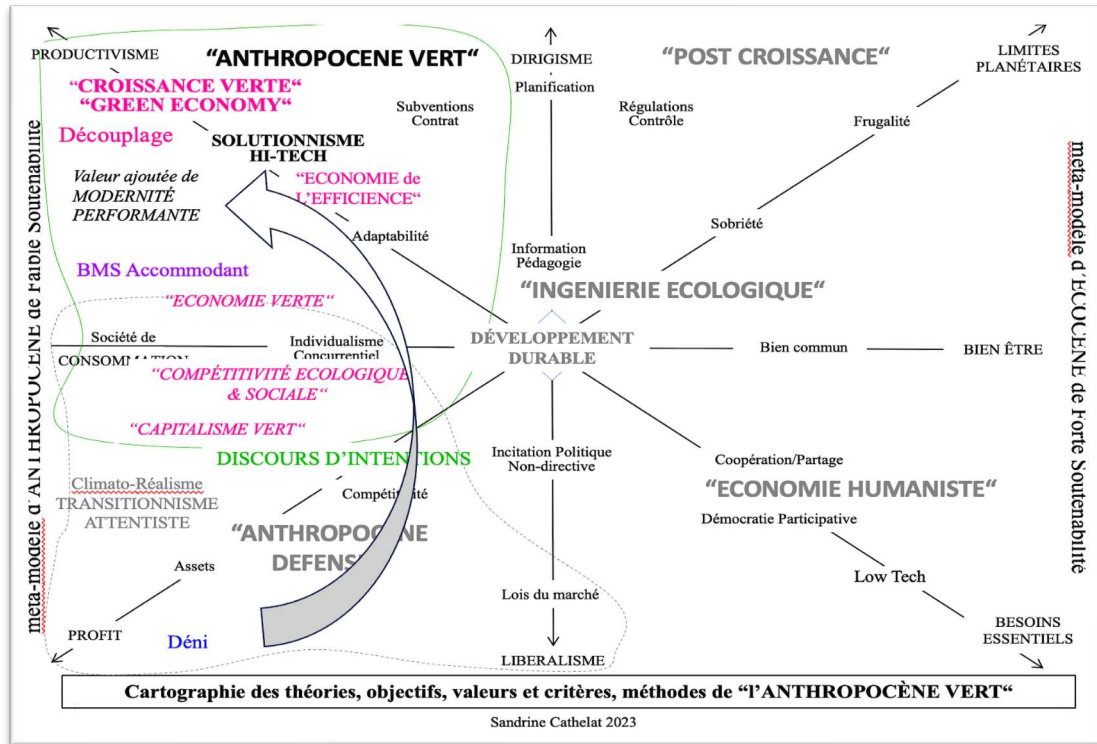 PRODUCTIVISME
“ANTHROPOCENE VERT“
DIRIGISME
“POST CROISSANCE“
LIMITES
PLANÉTAIRES
“CROISSANCE VERTE“
“GREEN ECONOMY“
Planification
Subventions
Contrat
Régulations
Contrôle
Frugalité
Découplage
SOLUTIONNISME
HI-TECH
Valeur ajoutée de
MODERNITÉ
PERFORMANTE
“ECONOMIE de
L’EFFICIENCE“
Adaptabilité
Sobriété
Information
Pédagogie
BMS Accommodant
“ECONOMIE VERTE“
“INGENIERIE ECOLOGIQUE“
Société de
CONSOMMATION
Individualisme
Concurrentiel
DÉVELOPPEMENT
DURABLE
Bien commun
BIEN ÊTRE
“COMPÉTITIVITÉ ECOLOGIQUE
& SOCIALE“
“CAPITALISME VERT“
DISCOURS D’INTENTIONS
Incitation Politique
Non-directive
Coopération/Partage
“ECONOMIE HUMANISTE“
Démocratie Participative
Climato-Réalisme
TRANSITIONNISME
ATTENTISTE
Compétitivité
“ANTHROPOCENE
Assets
Lois du marché
Low Tech
PROFIT
Déni
LIBERALISME
BESOINS
ESSENTIELS
meta-modèle d’ANTHROPOCENE de Faible Soutenabilité
meta-modèle d’ECOCENE de Forte Soutenabilité
Cartographie des théories, objectifs, valeurs et critères, méthodes de “l’ANTHROPOCÈNE VERT“
Sandrine Cathelat 2023